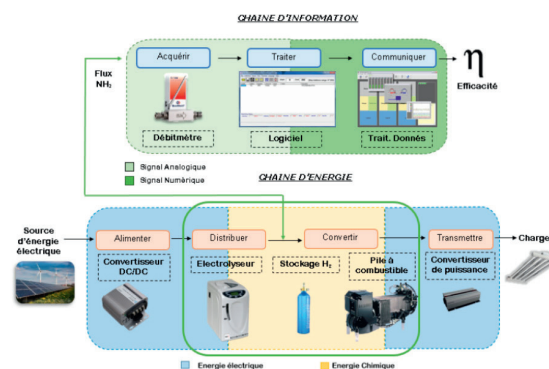 CHAINE D'INFORMATION
Acquérir
Traiter
Communiquer
η
Flux
NH₂
Efficacité
Débitmètre
Logiciel
Trait. Donnés
Signal Analogique
Signal Numérique
CHAINE D'ENERGIE
Source
d'énergie
électrique
Alimenter
Distribuer
Convertir
Transmettre
Charge
Convertisseur
DC/DC
Electrolyseur
Stockage H₂
Pile à
combustible
Convertisseur
de puissance
Energie électrique
Energie Chimique